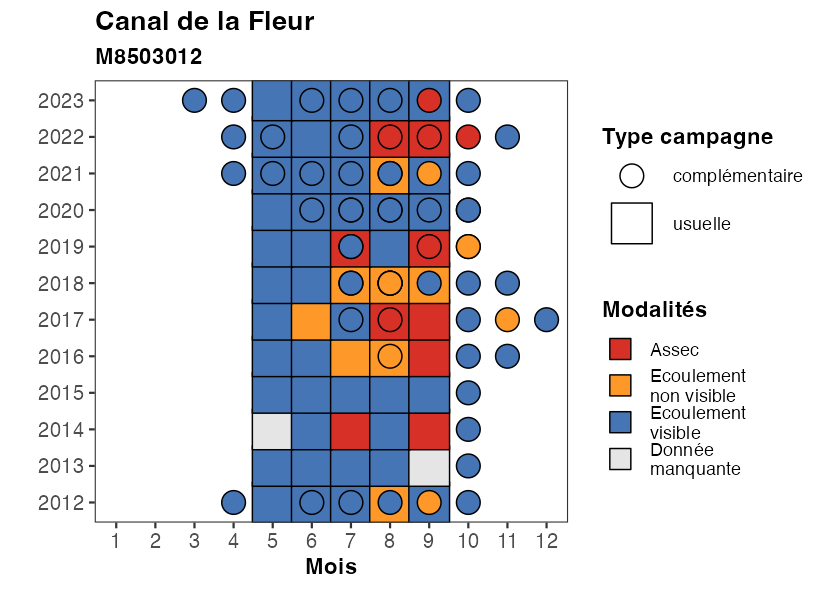 Canal de la Fleur
M8503012
2023
2022
2021
2020
2019
2018
2017
2016
2015
2014
2013
2012
1 2 3 4 5 6 7 8 9 10 11 12
Mois
Type campagne
complémentaire
usuelle
Modalités
Assec
Ecoulement
non visible
Ecoulement
visible
Donnée
manquante